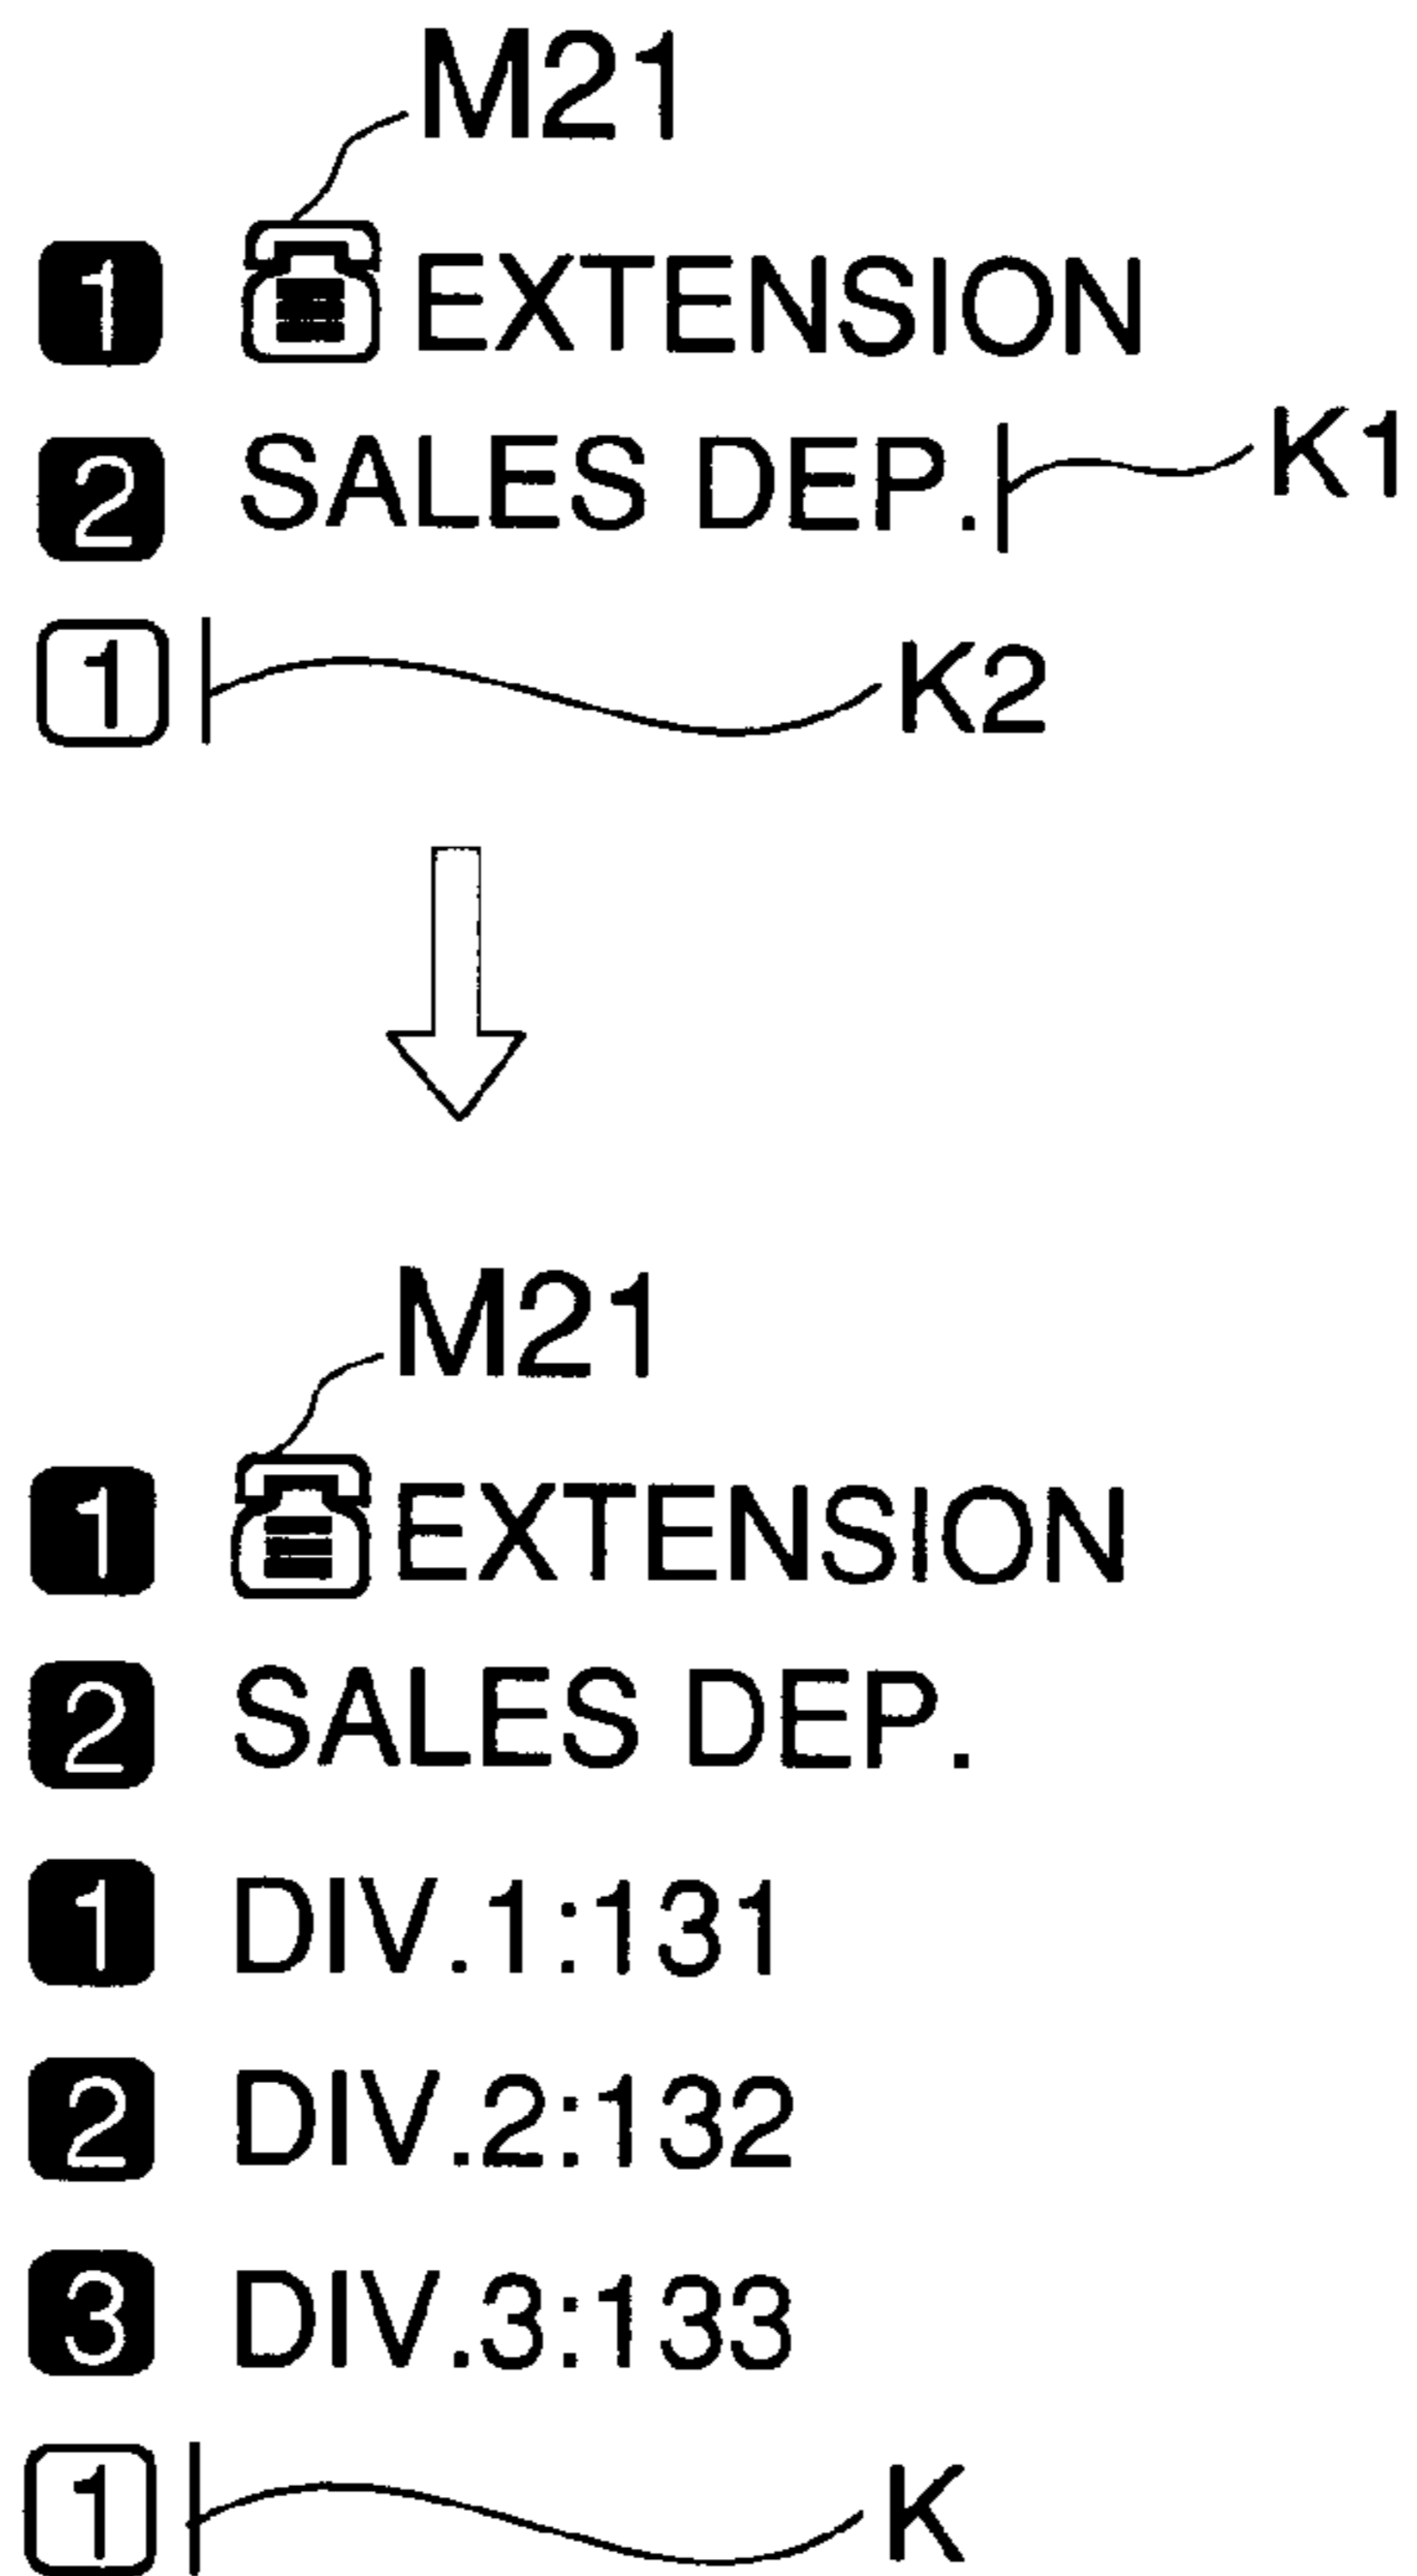 M21
1 EXTENSION
2 SALES DEP. K1
1 K2
M21
1 EXTENSION
2 SALES DEP.
1 DIV.1:131
2 DIV.2:132
3 DIV.3:133
1 K